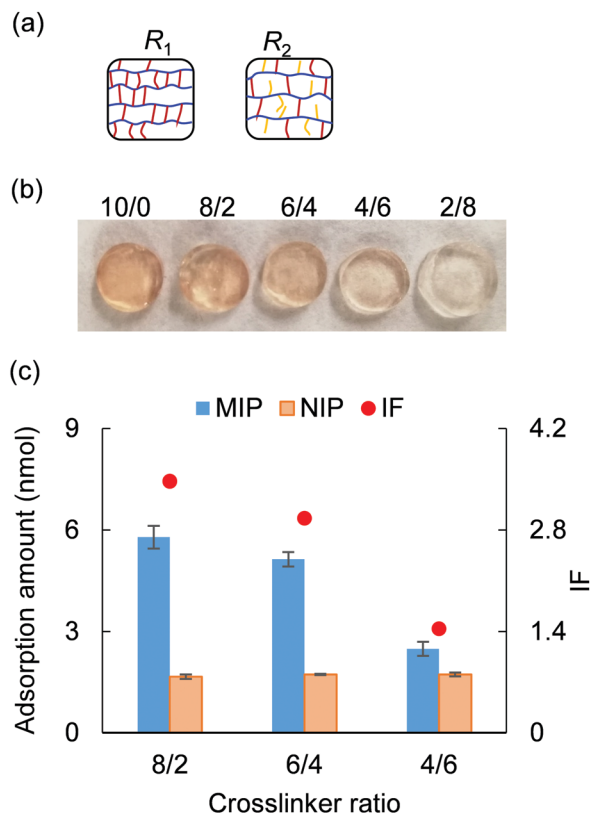 (a)
R1 R2
(b)
10/0 8/2 6/4 4/6 2/8
(c)
MIP NIP IF
9 4.2
6 2.8
3 1.4
0 0
Adsorption amount (nmol)
IF
8/2 6/4 4/6
Crosslinker ratio